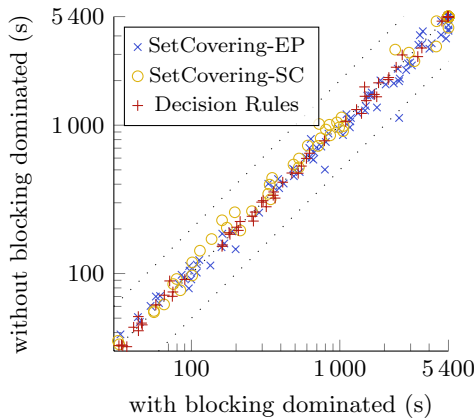 5 400
SetCovering-EP
SetCovering-SC
Decision Rules
1 000
100
without blocking dominated (s)
100
1 000
5 400
with blocking dominated (s)